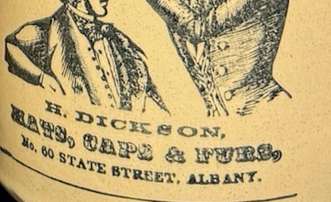 H. DICKSON,
HATS, CAPS & FURS,
No. 60 STATE STREET, ALBANY.